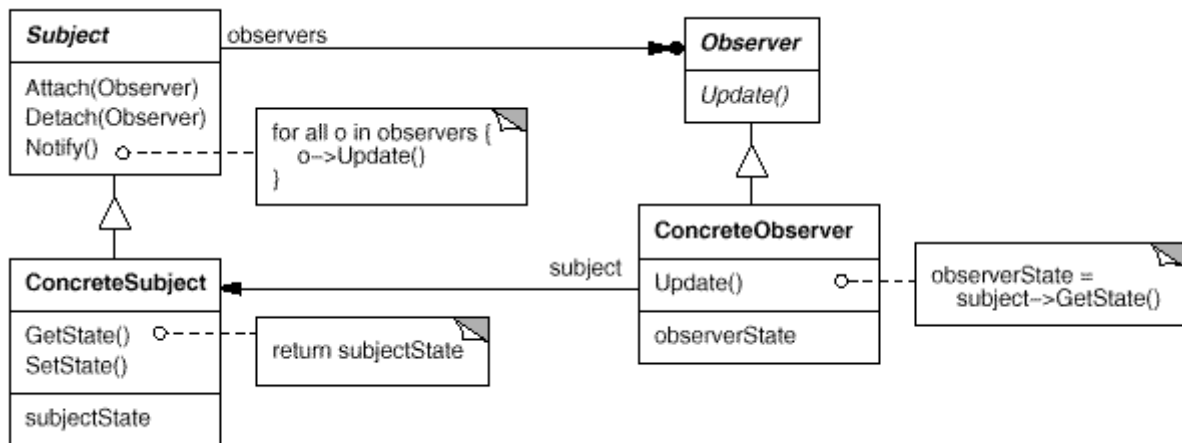 Subject
observers
Observer
Attach(Observer)
Detach(Observer)
Notify()
Update()
for all o in observers {
o–>Update()
}
ConcreteSubject
subject
ConcreteObserver
GetState()
SetState()
return subjectState
Update()
observerState =
subject–>GetState()
subjectState
observerState